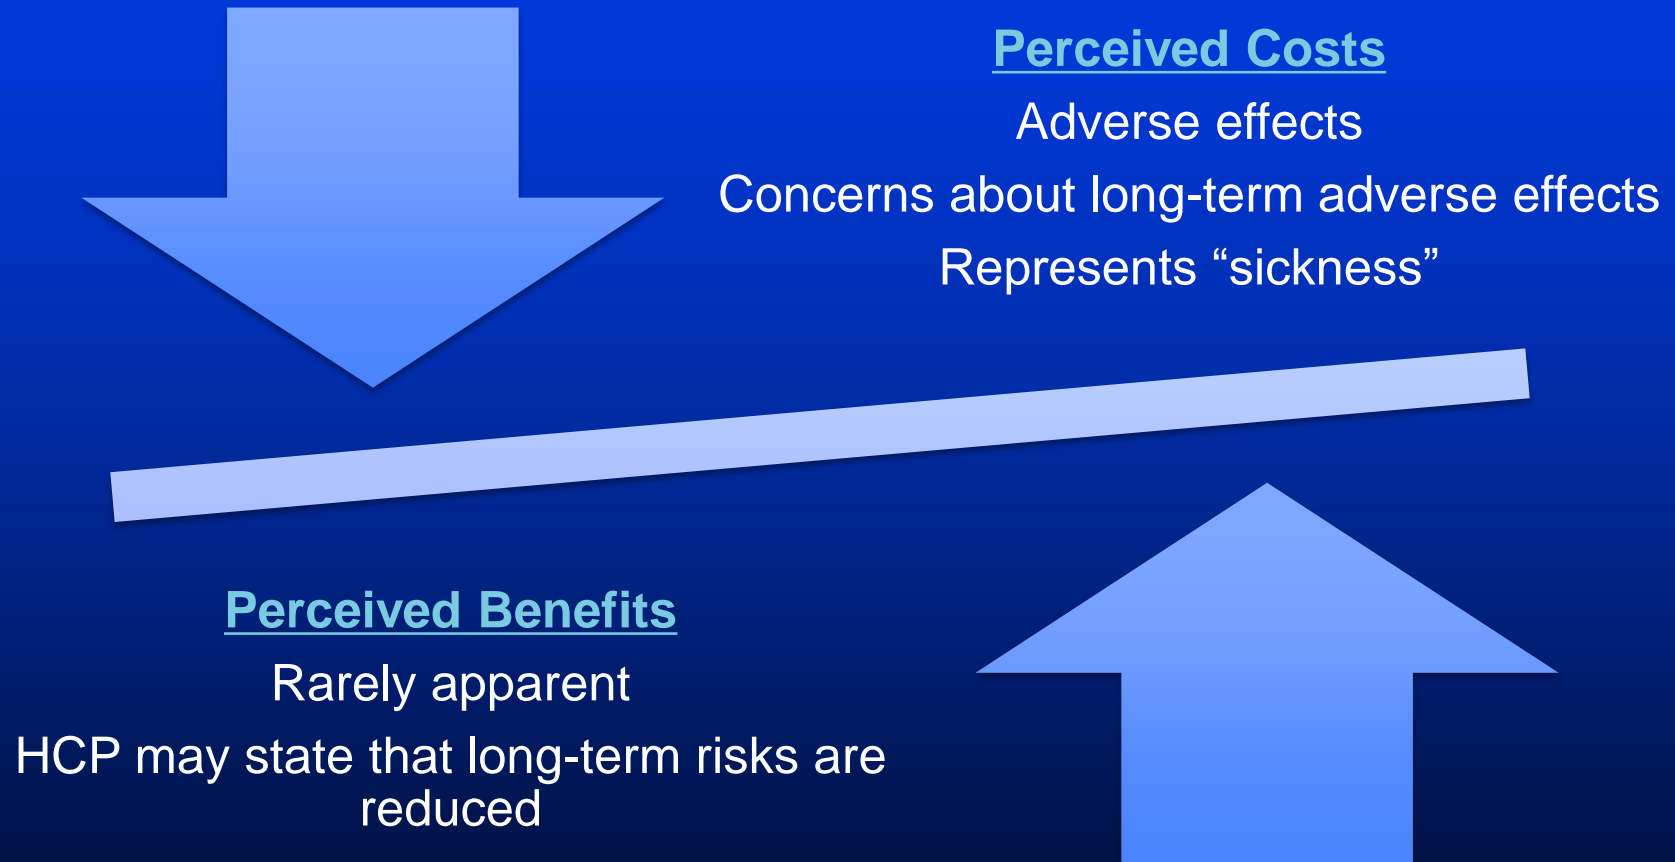 Perceived Costs
Adverse effects
Concerns about long-term adverse effects
Represents “sickness”
Perceived Benefits
Rarely apparent
HCP may state that long-term risks are
reduced